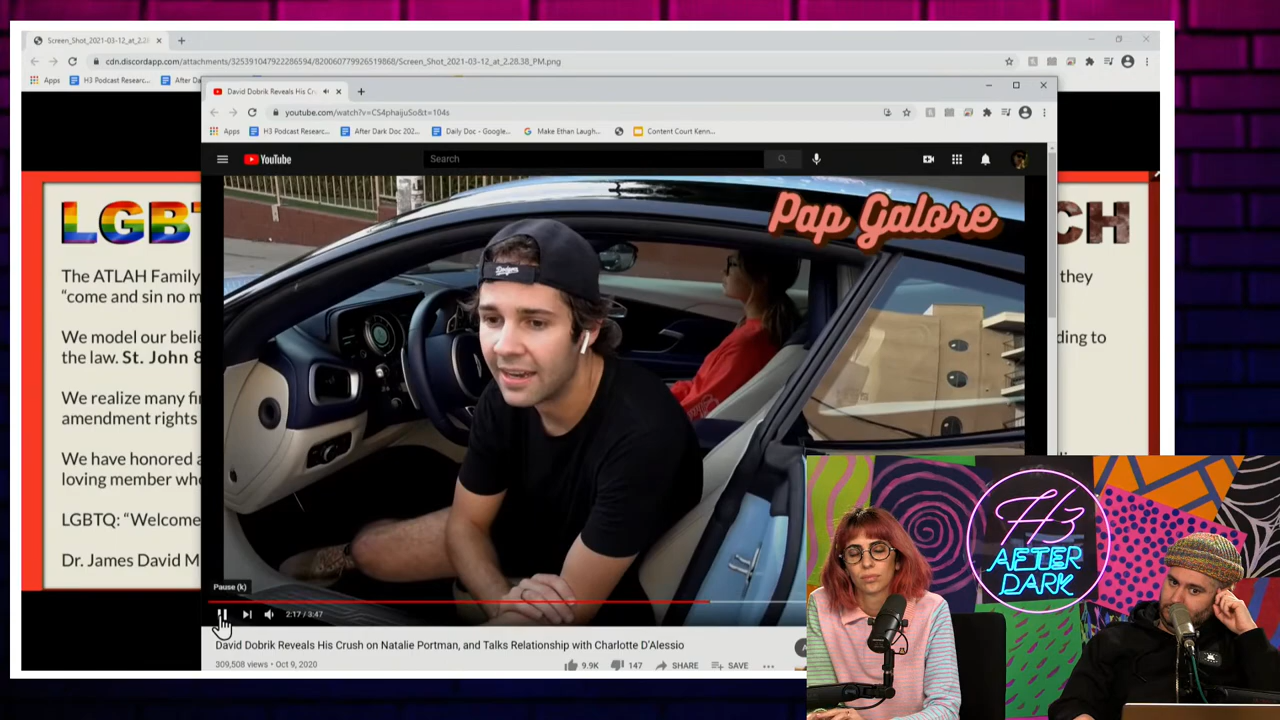 Screen_Shot_2021-03-12_at_2.28
cdn.discordapp.com/attachments/325391047922286594/820060779926519868/Screen_Shot_2021-03-12_at_2.28.38_PM.png
Apps
H3 Podcast Researc...
After Da
David Dobrik Reveals His Cr
youtube.com/watch?v=CS4phaijuSo&t=104s
Apps
H3 Podcast Researc...
After Dark Doc 202...
Daily Doc - Google...
Make Ethan Laugh...
Content Court Kenn...
YouTube
Search
Pap Galore
Dodgers
LGBT
CH
The ATLAH Family
they
“come and sin no m
We model our belie
ding to
the law. St. John 8
We realize many fi
amendment rights
We have honored a
loving member who
LGBTQ: “Welcome
Dr. James David M
Pause (k)
2:17 / 3:47
David Dobrik Reveals His Crush on Natalie Portman, and Talks Relationship with Charlotte D'Alessio
309,508 views • Oct 9, 2020
9.9K
147
SHARE
SAVE
H3
AFTER
DARK